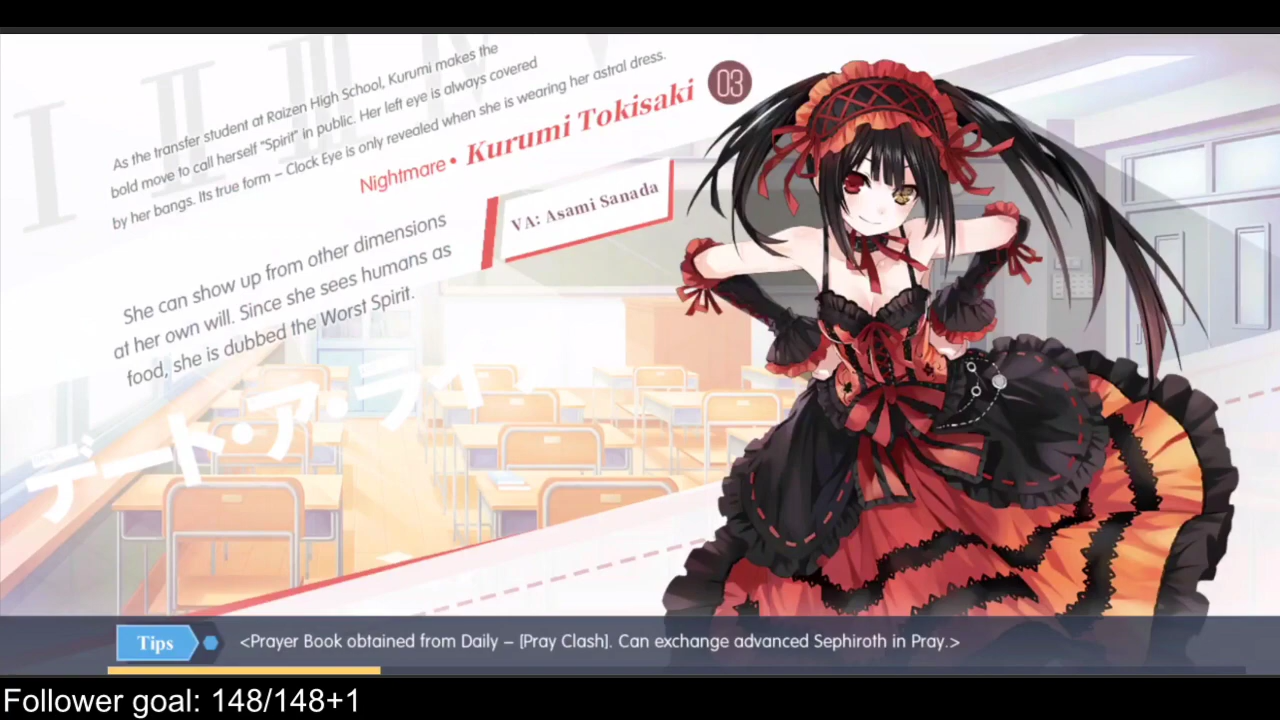 I II III IV V
As the transfer student at Raizen High School, Kurumi makes the
bold move to call herself "Spirit" in public. Her left eye is always covered
by her bangs. Its true form – Clock Eye is only revealed when she is wearing her astral dress.
03
Nightmare • Kurumi Tokisaki
VA: Asami Sanada
She can show up from other dimensions
at her own will. Since she sees humans as
food, she is dubbed the Worst Spirit.
デート・ア・ライ
Tips
<Prayer Book obtained from Daily – [Pray Clash]. Can exchange advanced Sephiroth in Pray.>
Follower goal: 148/148+1